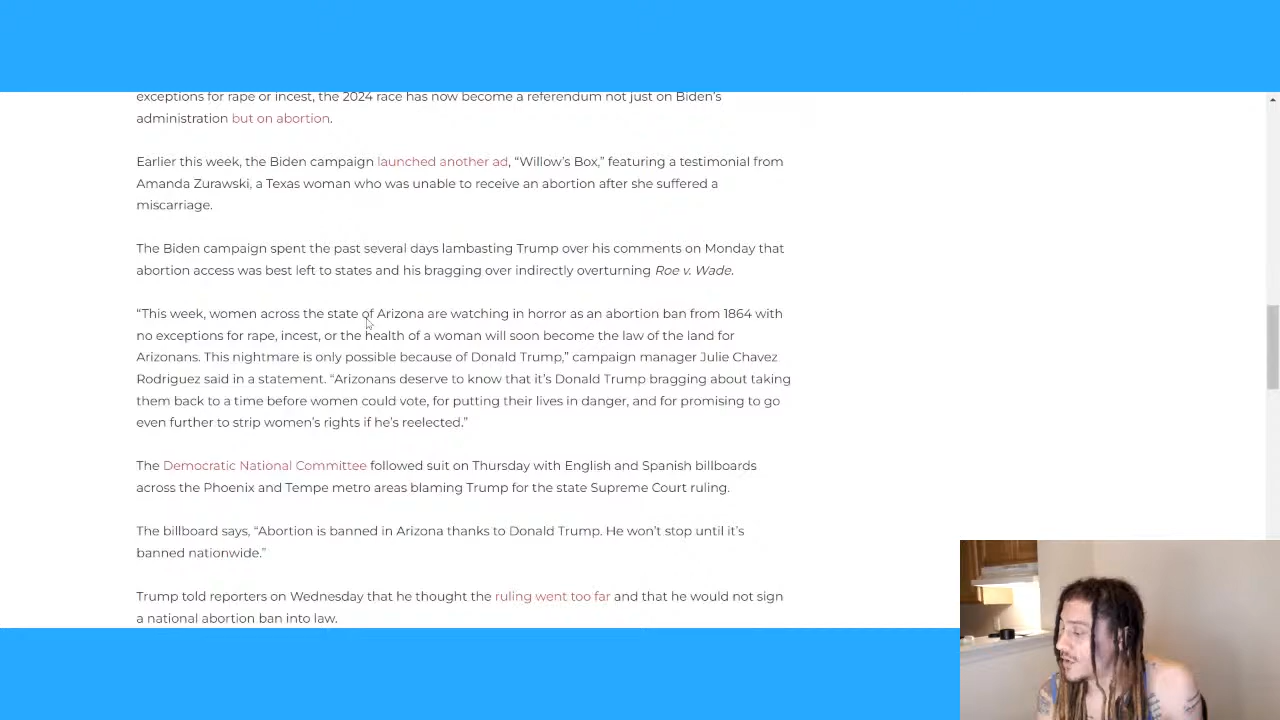 exceptions for rape or incest, the 2024 race has now become a referendum not just on Biden's
administration but on abortion.
Earlier this week, the Biden campaign launched another ad, “Willow's Box,” featuring a testimonial from
Amanda Zurawski, a Texas woman who was unable to receive an abortion after she suffered a
miscarriage.
The Biden campaign spent the past several days lambasting Trump over his comments on Monday that
abortion access was best left to states and his bragging over indirectly overturning Roe v. Wade.
“This week, women across the state of Arizona are watching in horror as an abortion ban from 1864 with
no exceptions for rape, incest, or the health of a woman will soon become the law of the land for
Arizonans. This nightmare is only possible because of Donald Trump,” campaign manager Julie Chavez
Rodriguez said in a statement. “Arizonans deserve to know that it's Donald Trump bragging about taking
them back to a time before women could vote, for putting their lives in danger, and for promising to go
even further to strip women's rights if he's reelected.”
The Democratic National Committee followed suit on Thursday with English and Spanish billboards
across the Phoenix and Tempe metro areas blaming Trump for the state Supreme Court ruling.
The billboard says, “Abortion is banned in Arizona thanks to Donald Trump. He won't stop until it's
banned nationwide.”
Trump told reporters on Wednesday that he thought the ruling went too far and that he would not sign
a national abortion ban into law.